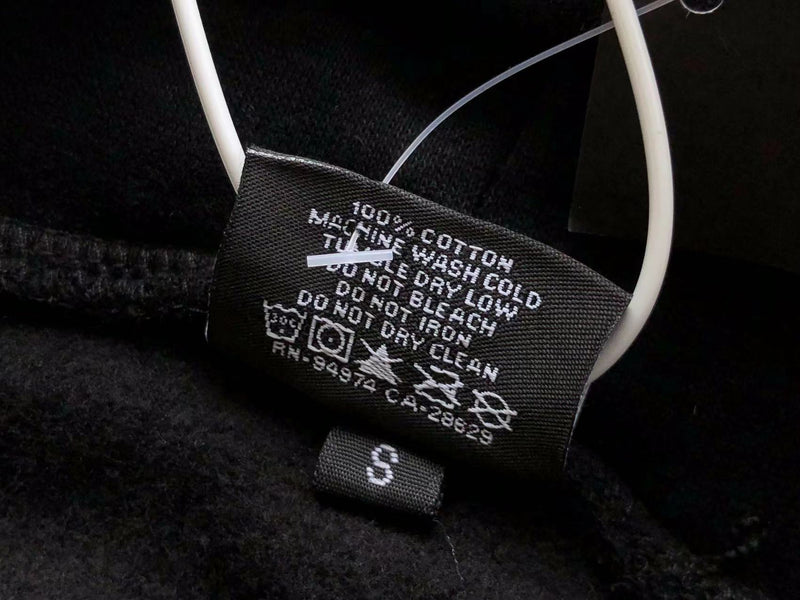 100% COTTON
MACHINE WASH COLD
TUMBLE DRY LOW
DO NOT BLEACH
DO NOT IRON
DO NOT DRY CLEAN
30C
RN-94974 CA-28629
S